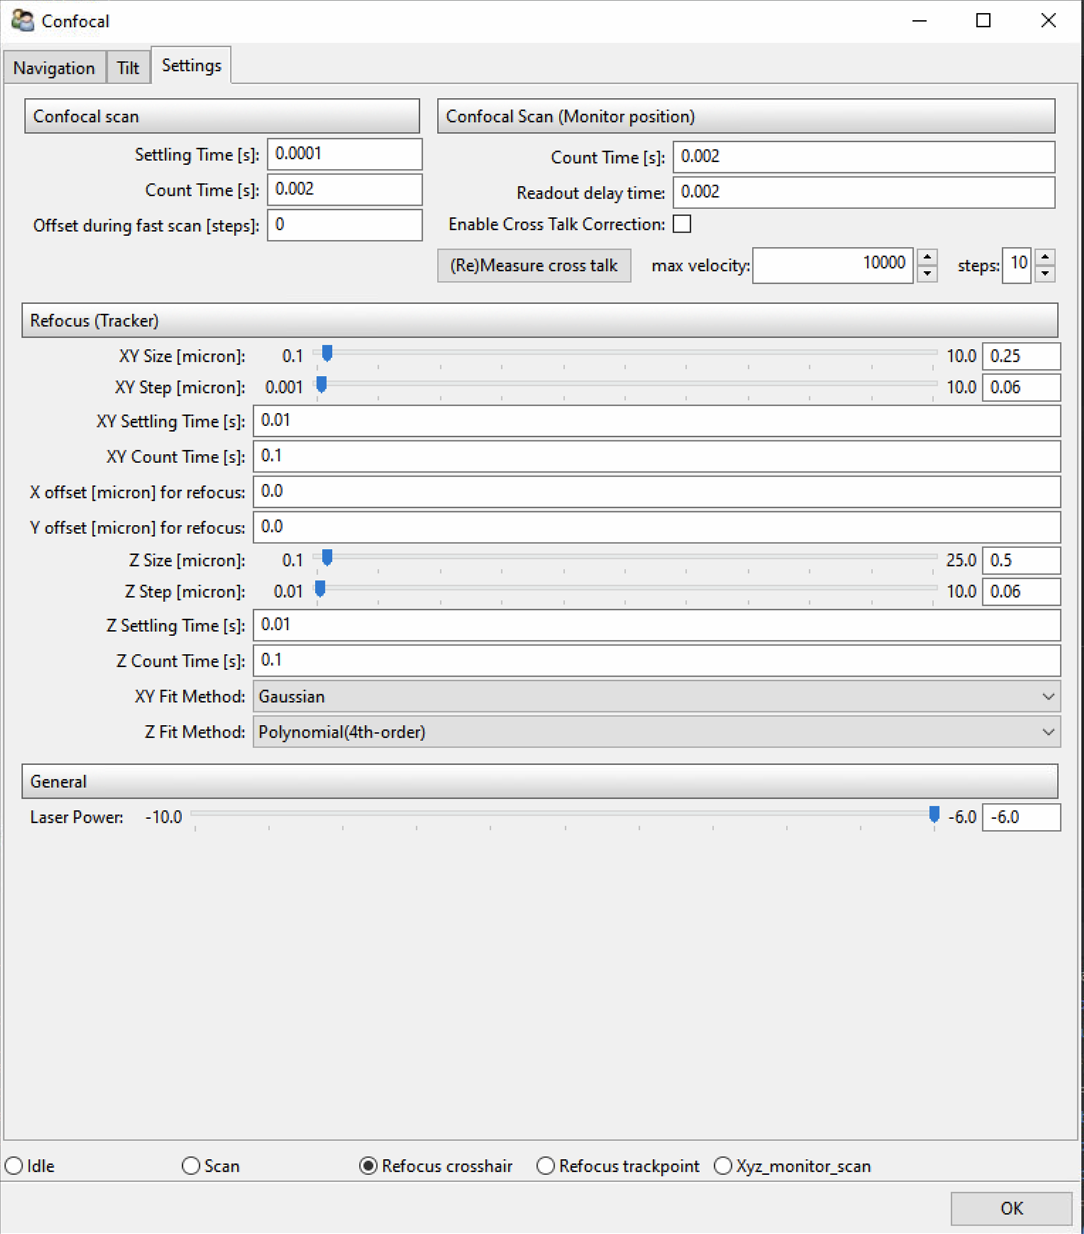 Confocal
Navigation Tilt Settings
Confocal scan
Settling Time [s]: 0.0001
Count Time [s]: 0.002
Offset during fast scan [steps]: 0
Confocal Scan (Monitor position)
Count Time [s]: 0.002
Readout delay time: 0.002
Enable Cross Talk Correction:
(Re)Measure cross talk max velocity: 10000 steps: 10
Refocus (Tracker)
XY Size [micron]: 0.1 10.0 0.25
XY Step [micron]: 0.001 10.0 0.06
XY Settling Time [s]: 0.01
XY Count Time [s]: 0.1
X offset [micron] for refocus: 0.0
Y offset [micron] for refocus: 0.0
Z Size [micron]: 0.1 25.0 0.5
Z Step [micron]: 0.01 10.0 0.06
Z Settling Time [s]: 0.01
Z Count Time [s]: 0.1
XY Fit Method: Gaussian
Z Fit Method: Polynomial(4th-order)
General
Laser Power: -10.0 -6.0 -6.0
Idle Scan Refocus crosshair Refocus trackpoint Xyz_monitor_scan
OK